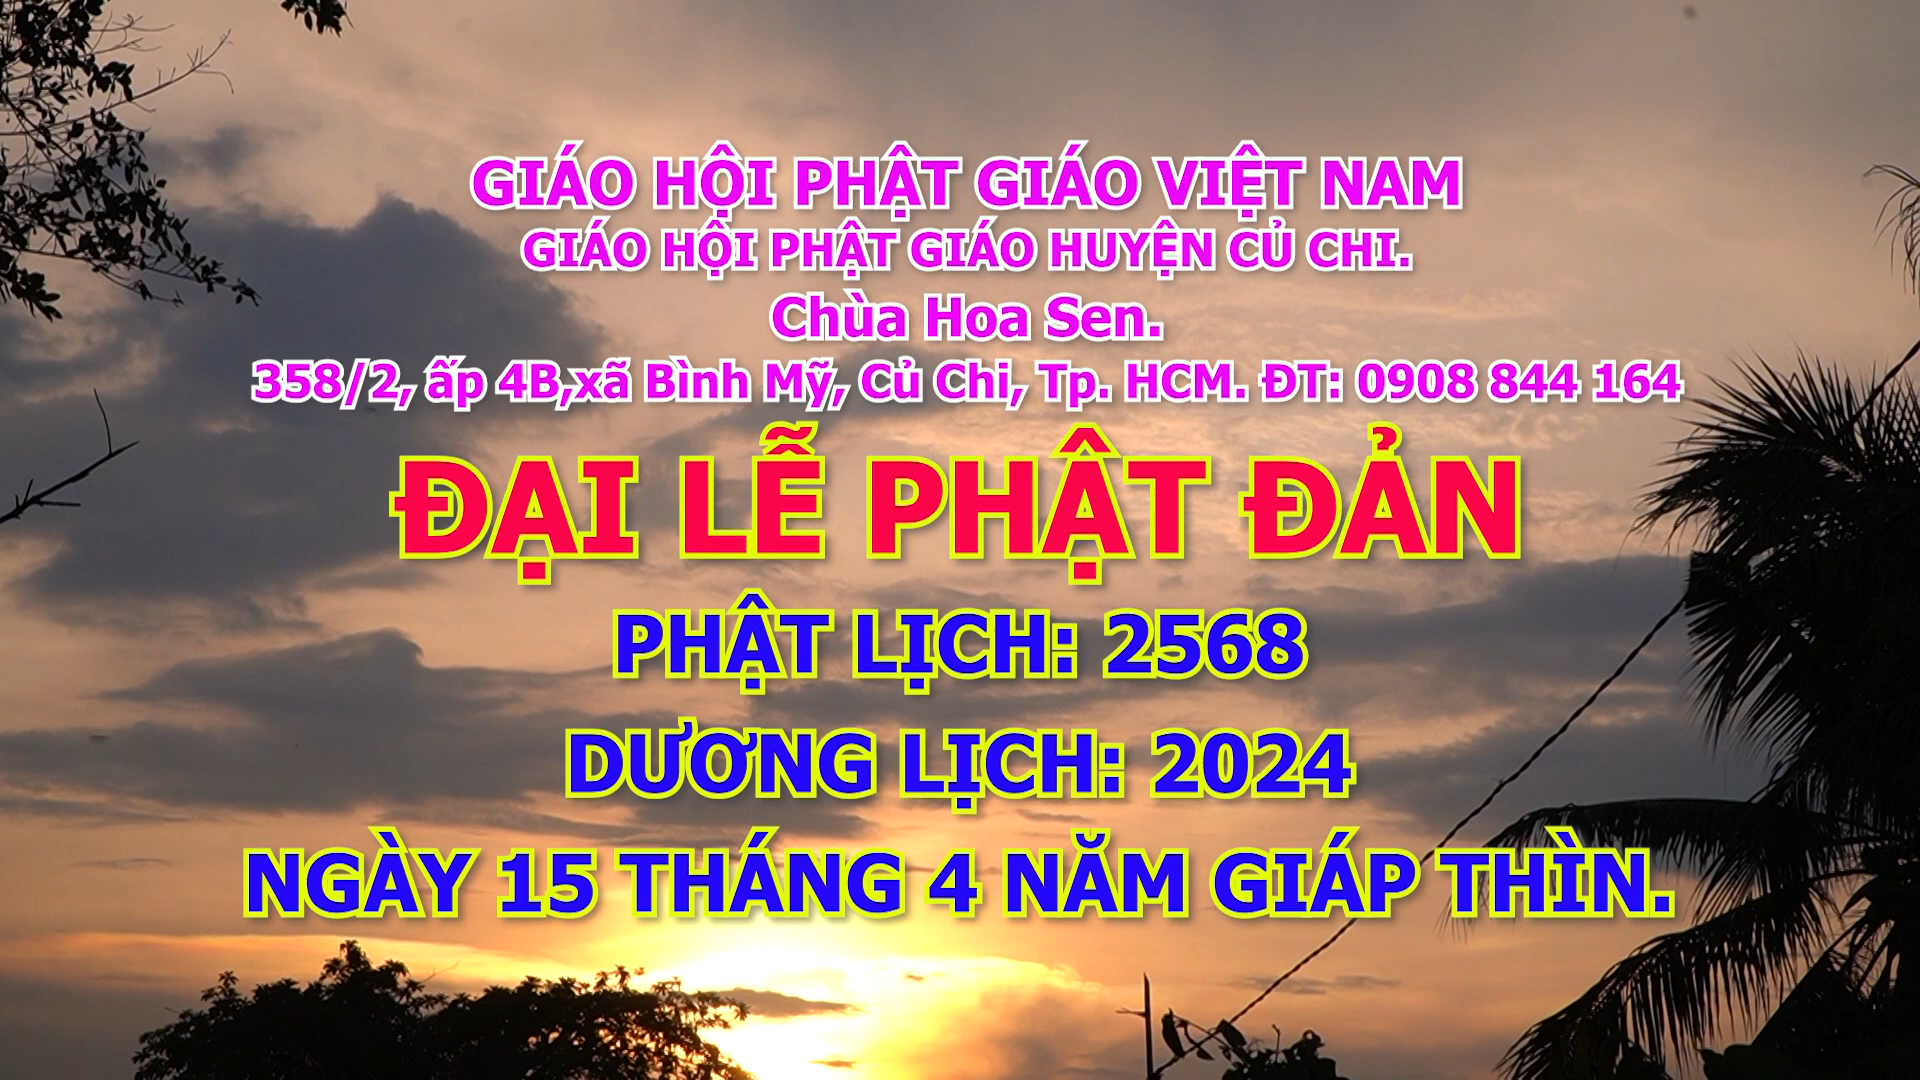 GIÁO HỘI PHẬT GIÁO VIỆT NAM
GIÁO HỘI PHẬT GIÁO HUYỆN CỦ CHI.
Chùa Hoa Sen.
358/2, ấp 4B,xã Bình Mỹ, Củ Chi, Tp. HCM. ĐT: 0908 844 164
ĐẠI LỄ PHẬT ĐẢN
PHẬT LỊCH: 2568
DƯƠNG LỊCH: 2024
NGÀY 15 THÁNG 4 NĂM GIÁP THÌN.